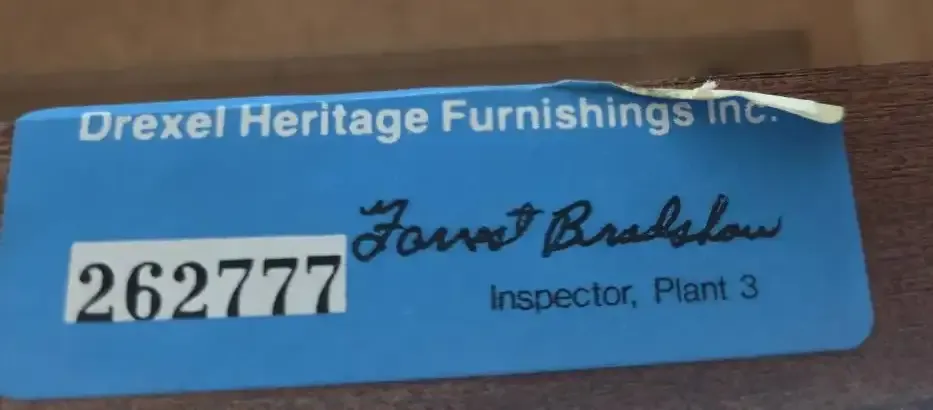 Drexel Heritage Furnishings Inc.
Forrest Bradshaw
262777
Inspector, Plant 3